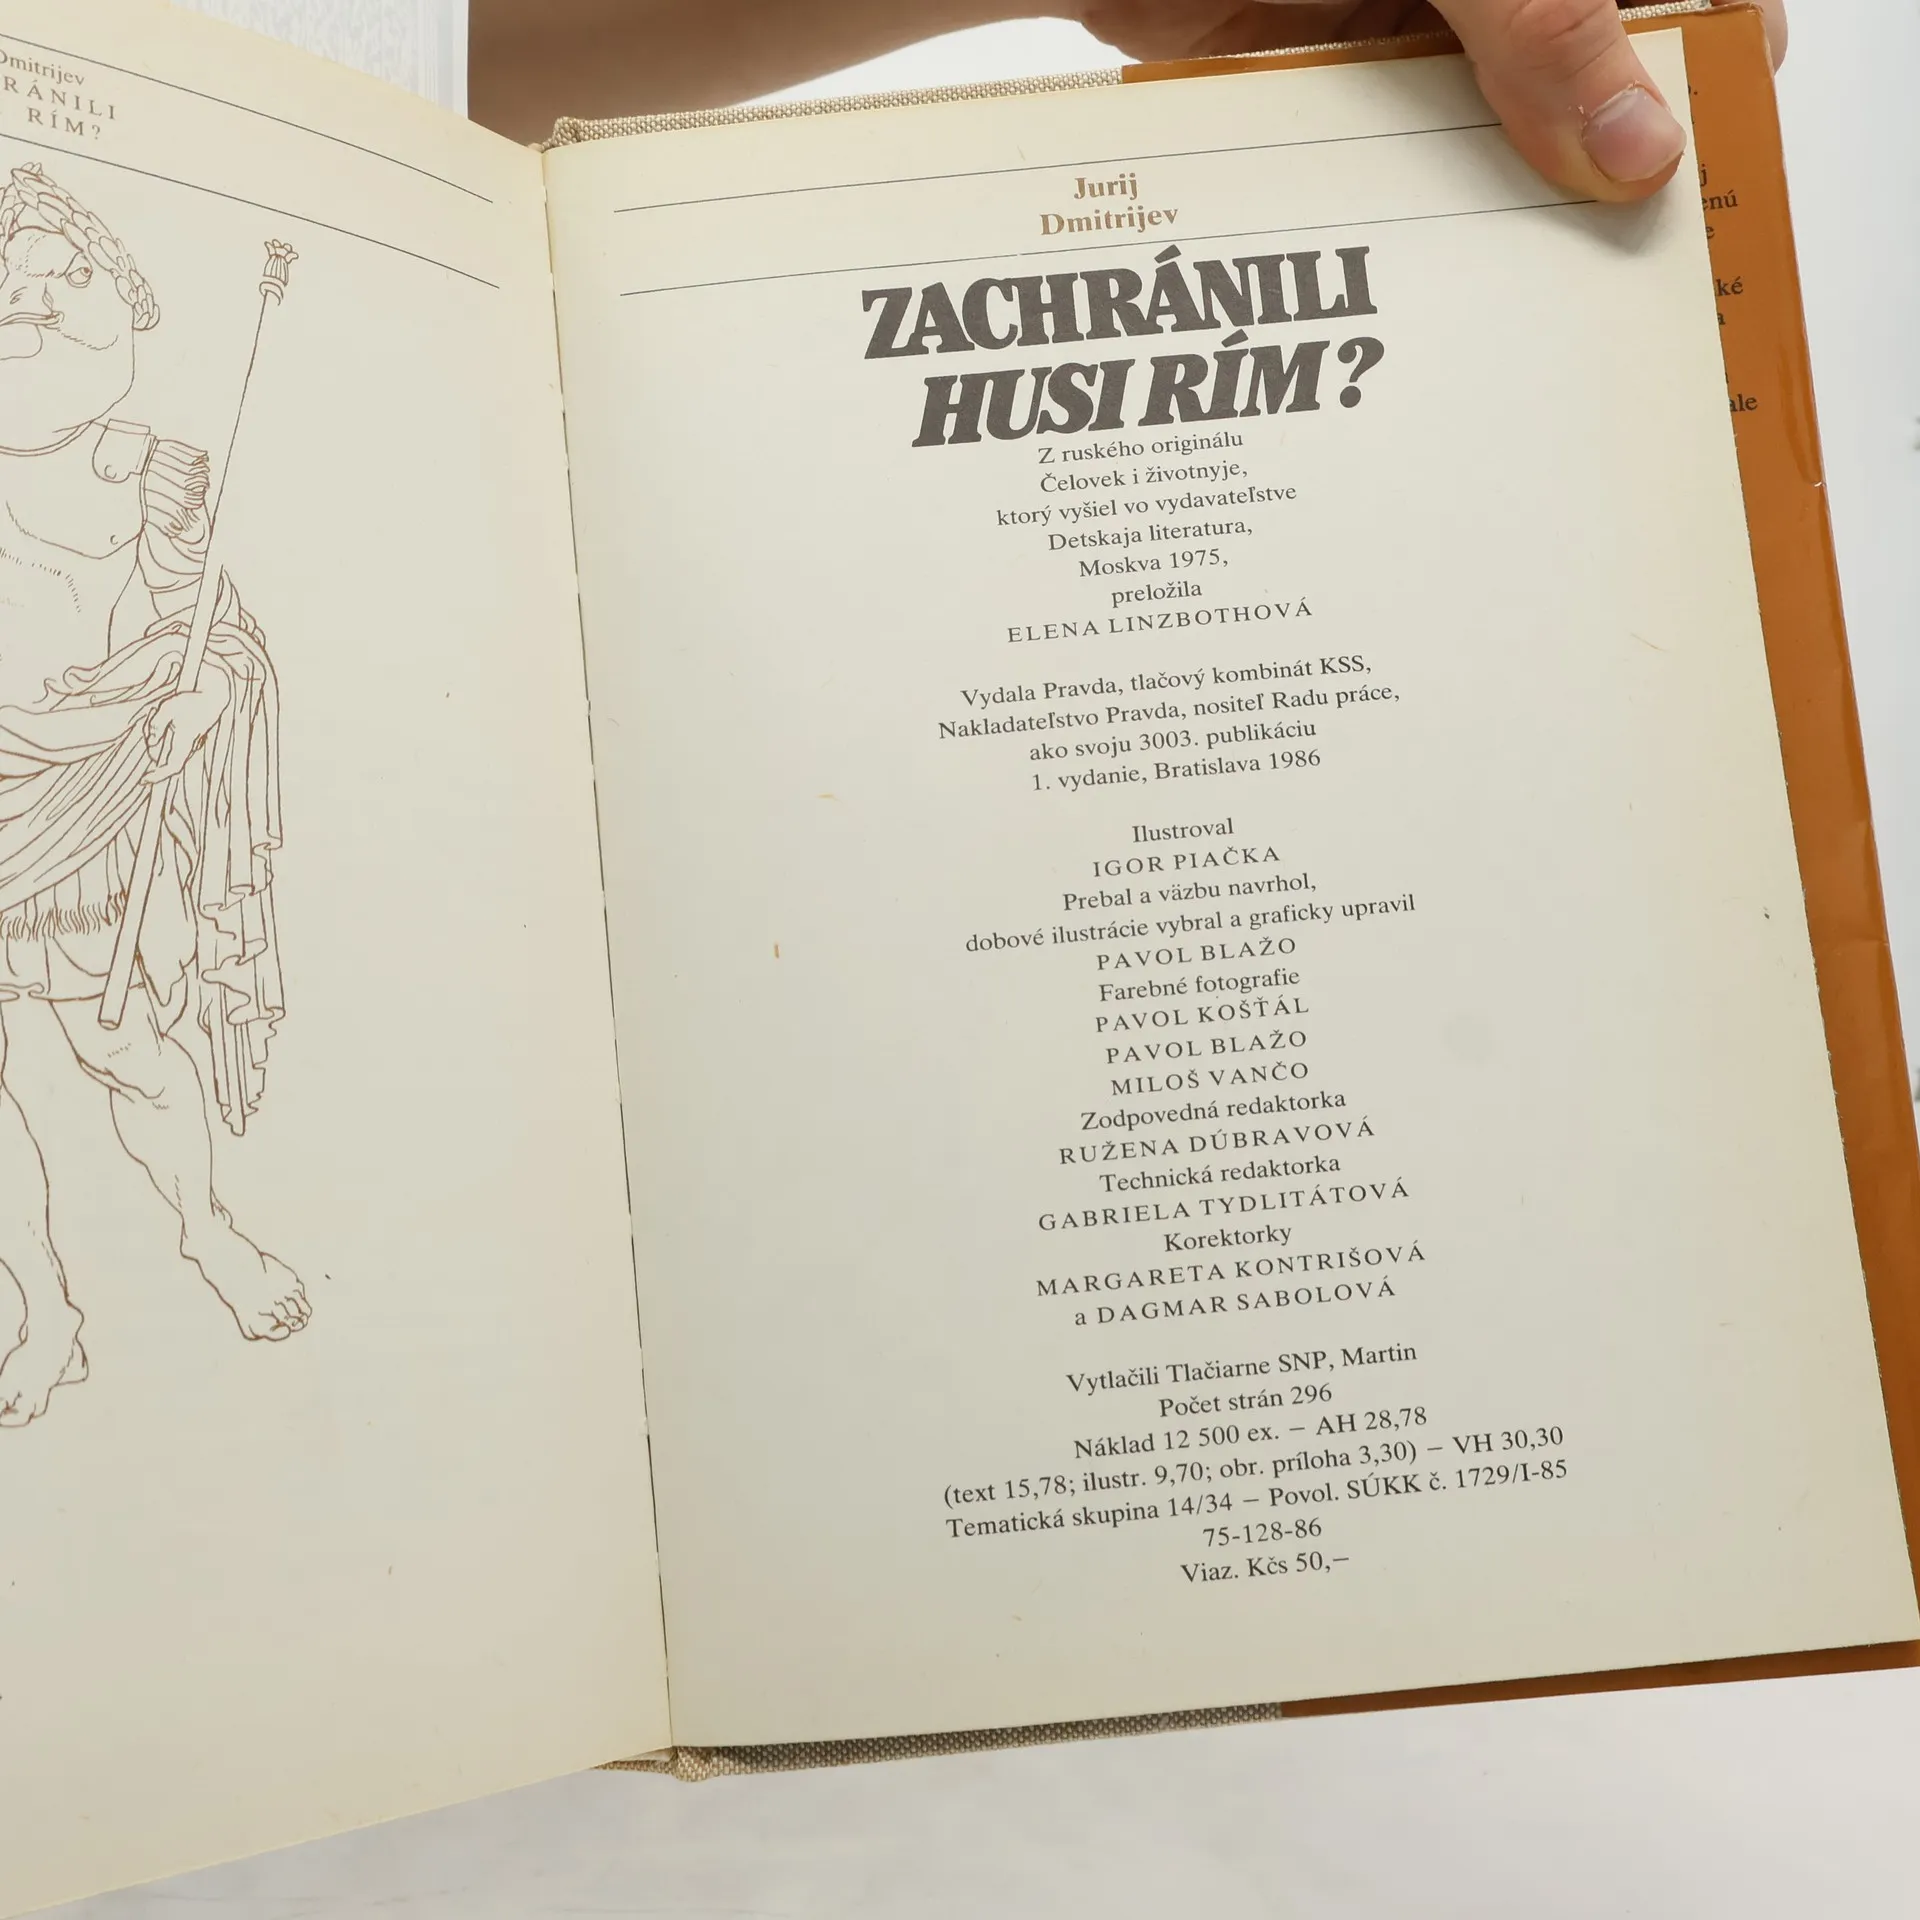 Dmitrijev
RÁNILI
RÍM?
Jurij
Dmitrijev
ZACHRÁNILI
HUSI RÍM?
Z ruského originálu
Čelovek i životnyje,
ktorý vyšiel vo vydavateľstve
Detskaja literatura,
Moskva 1975,
preložila
ELENA LINZBOTHOVÁ
Vydala Pravda, tlačový kombinát KSS,
Nakladateľstvo Pravda, nositeľ Radu práce,
ako svoju 3003. publikáciu
1. vydanie, Bratislava 1986
Ilustroval
IGOR PIAČKA
Prebal a väzbu navrhol,
dobové ilustrácie vybral a graficky upravil
PAVOL BLAŽO
Farebné fotografie
PAVOL KOŠŤÁL
PAVOL BLAŽO
MILOŠ VANČO
Zodpovedná redaktorka
RUŽENA DÚBRAVOVÁ
Technická redaktorka
GABRIELA TYDLITÁTOVÁ
Korektorky
MARGARETA KONTRIŠOVÁ
a DAGMAR SABOLOVÁ
Vytlačili Tlačiarne SNP, Martin
Počet strán 296
Náklad 12 500 ex. – AH 28,78
(text 15,78; ilustr. 9,70; obr. príloha 3,30) – VH 30,30
Tematická skupina 14/34 – Povol. SÚKK č. 1729/I-85
75-128-86
Viaz. Kčs 50,–